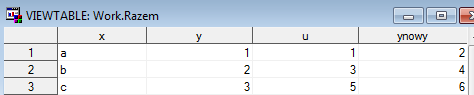 VIEWTABLE: Work.Razem
x y u ynowy
1 a 1 1 2
2 b 2 3 4
3 c 3 5 6